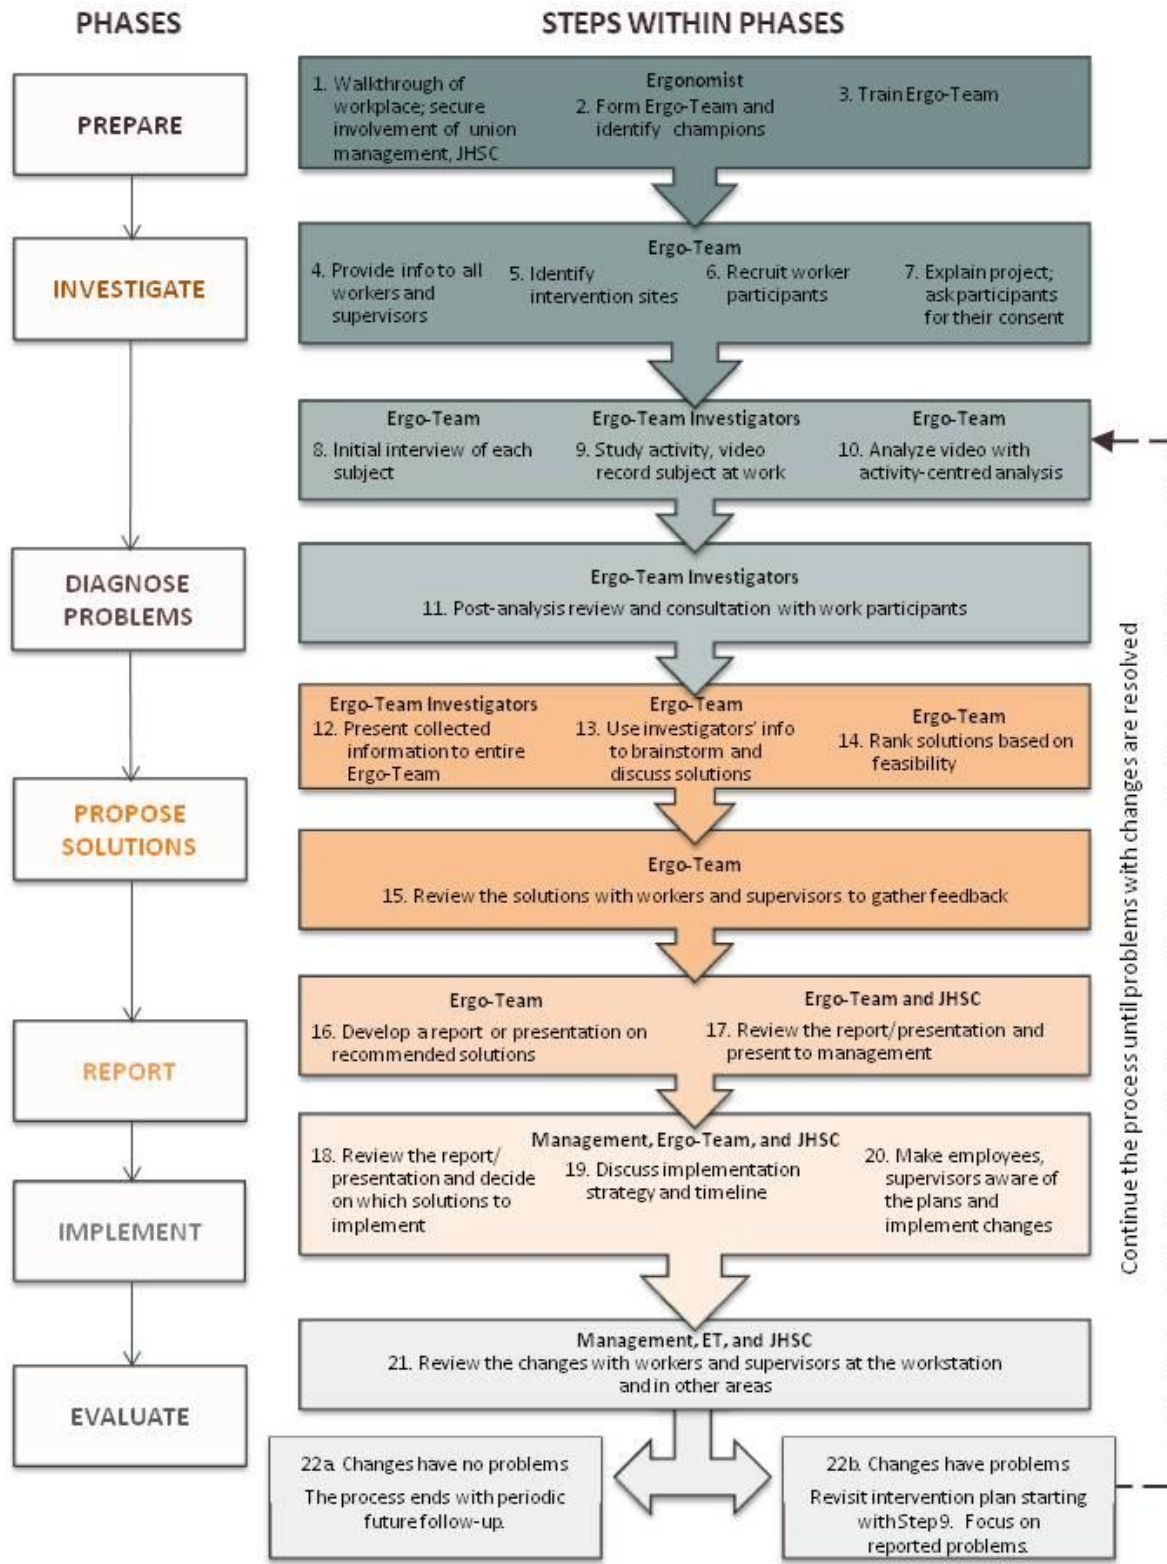 PHASES
STEPS WITHIN PHASES
PREPARE
INVESTIGATE
DIAGNOSE
PROBLEMS
PROPOSE
SOLUTIONS
REPORT
IMPLEMENT
EVALUATE
1. Walkthrough of
workplace; secure
involvement of union
management, JHSC
Ergonomist
2. Form Ergo-Team and
identify champions
3. Train Ergo-Team
Ergo-Team
4. Provide info to all
workers and
supervisors
5. Identify
intervention sites
6. Recruit worker
participants
7. Explain project;
ask participants
for their consent
Ergo-Team
8. Initial interview of each
subject
Ergo-Team Investigators
9. Study activity, video
record subject at work
Ergo-Team
10. Analyze video with
activity-centred analysis
Ergo-Team Investigators
11. Post-analysis review and consultation with work participants
Ergo-Team Investigators
12. Present collected
information to entire
Ergo-Team
Ergo-Team
13. Use investigators' info
to brainstorm and
discuss solutions
Ergo-Team
14. Rank solutions based on
feasibility
Ergo-Team
15. Review the solutions with workers and supervisors to gather feedback
Ergo-Team
16. Develop a report or presentation on
recommended solutions
Ergo-Team and JHSC
17. Review the report/presentation and
present to management
Management, Ergo-Team, and JHSC
18. Review the report/
presentation and decide
on which solutions to
implement
19. Discuss implementation
strategy and timeline
20. Make employees,
supervisors aware of
the plans and
implement changes
Management, ET, and JHSC
21. Review the changes with workers and supervisors at the workstation
and in other areas
22a. Changes have no problems
The process ends with periodic
future follow-up.
22b. Changes have problems
Revisit intervention plan starting
with Step 9. Focus on
reported problems.
Continue the process until problems with changes are resolved